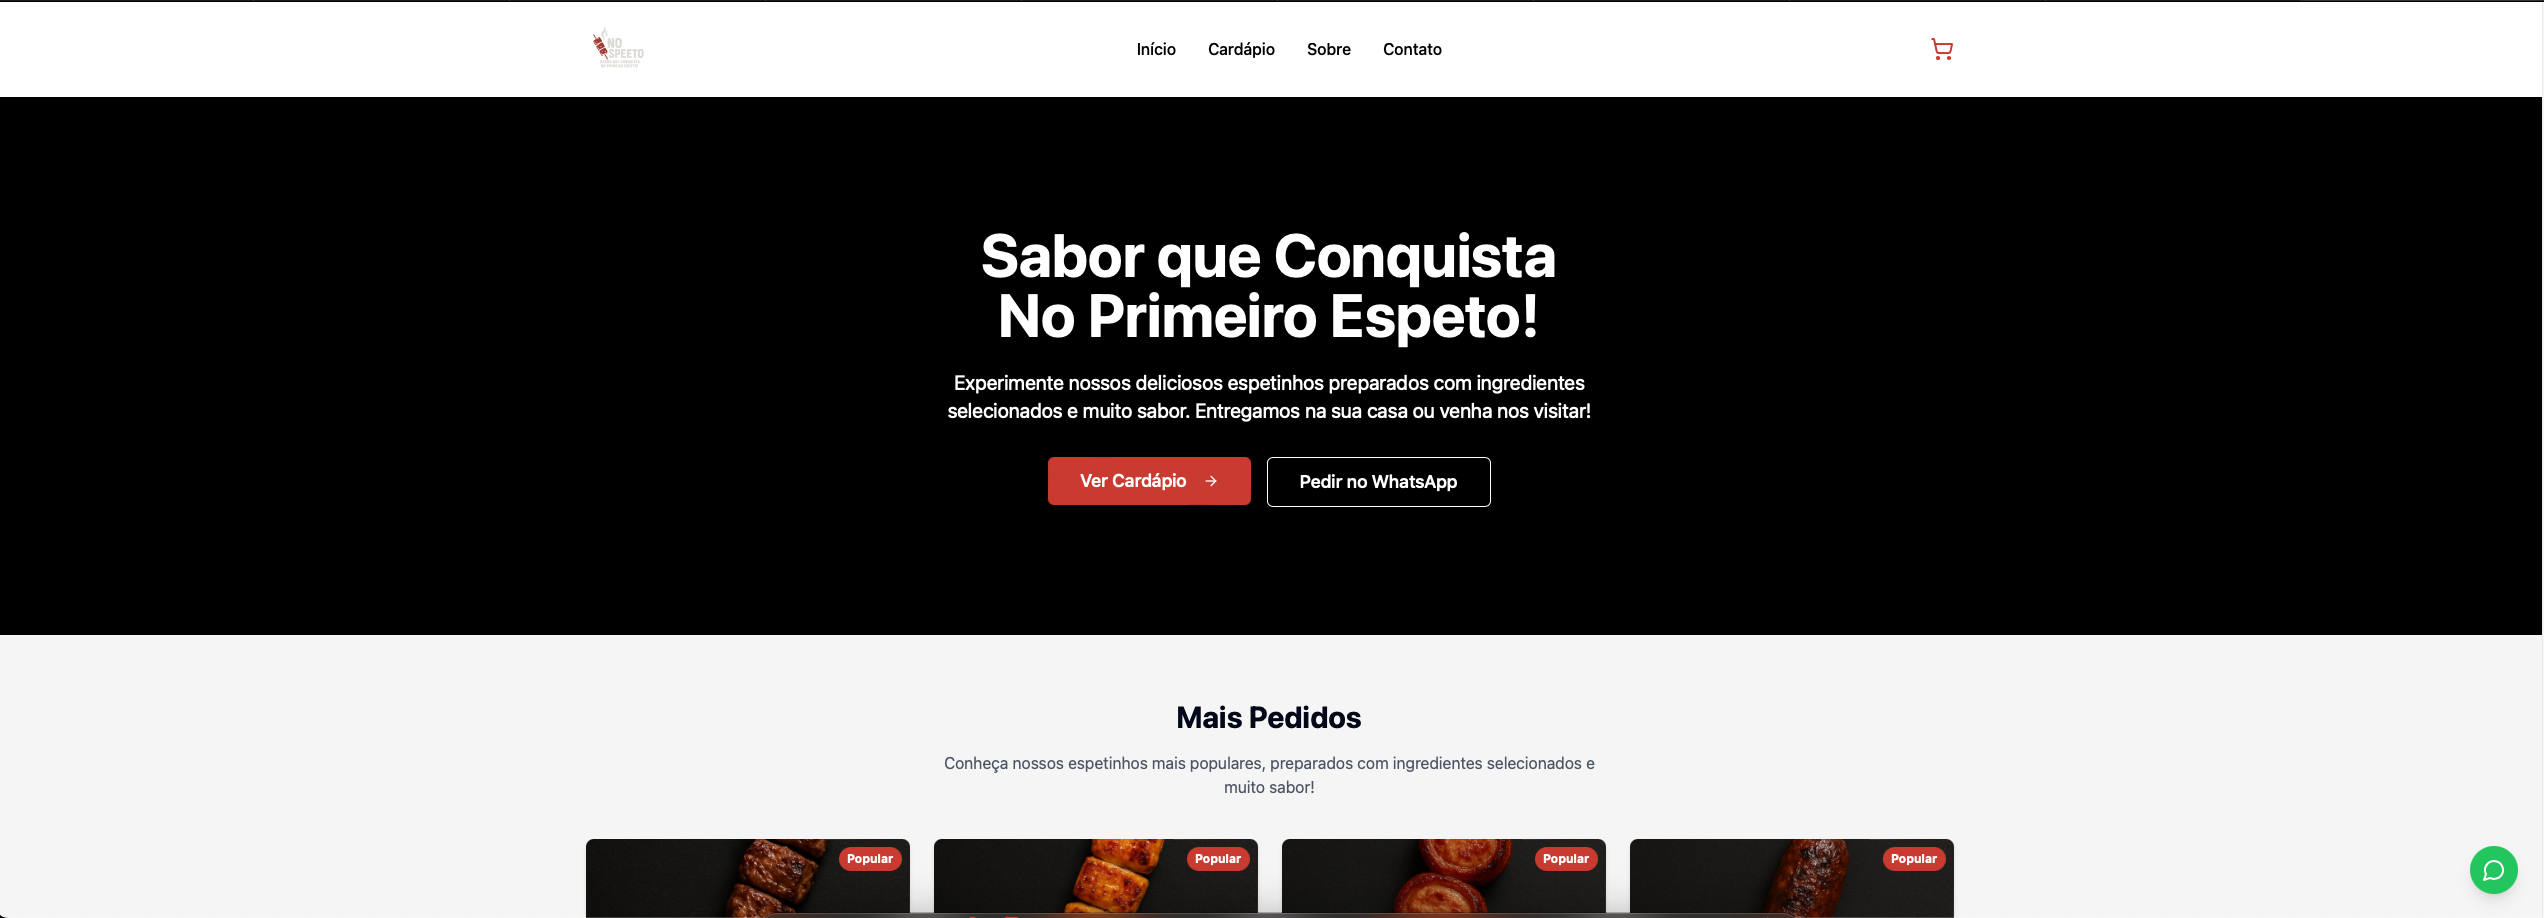 NO
SPEETO
Início
Cardápio
Sobre
Contato
Sabor que Conquista
No Primeiro Espeto!
Experimente nossos deliciosos espetinhos preparados com ingredientes
selecionados e muito sabor. Entregamos na sua casa ou venha nos visitar!
Ver Cardápio
Pedir no WhatsApp
Mais Pedidos
Conheça nossos espetinhos mais populares, preparados com ingredientes selecionados e
muito sabor!
Popular
Popular
Popular
Popular